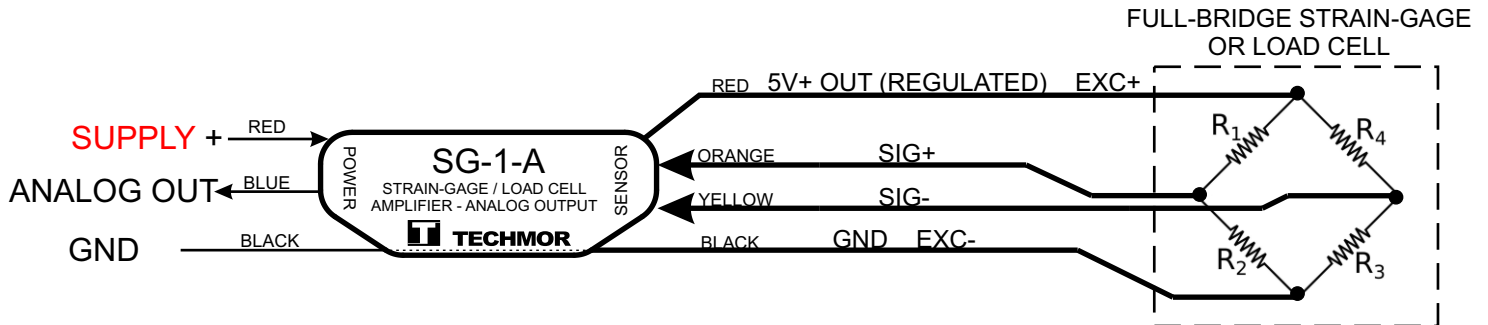 FULL-BRIDGE STRAIN-GAGE
OR LOAD CELL
RED 5V+ OUT (REGULATED) EXC+
SUPPLY + RED
ANALOG OUT BLUE
GND BLACK
POWER
SG-1-A
STRAIN-GAGE / LOAD CELL
AMPLIFIER - ANALOG OUTPUT
T TECHMOR
SENSOR
ORANGE SIG+
YELLOW SIG-
BLACK GND EXC-
R1
R4
R2
R3